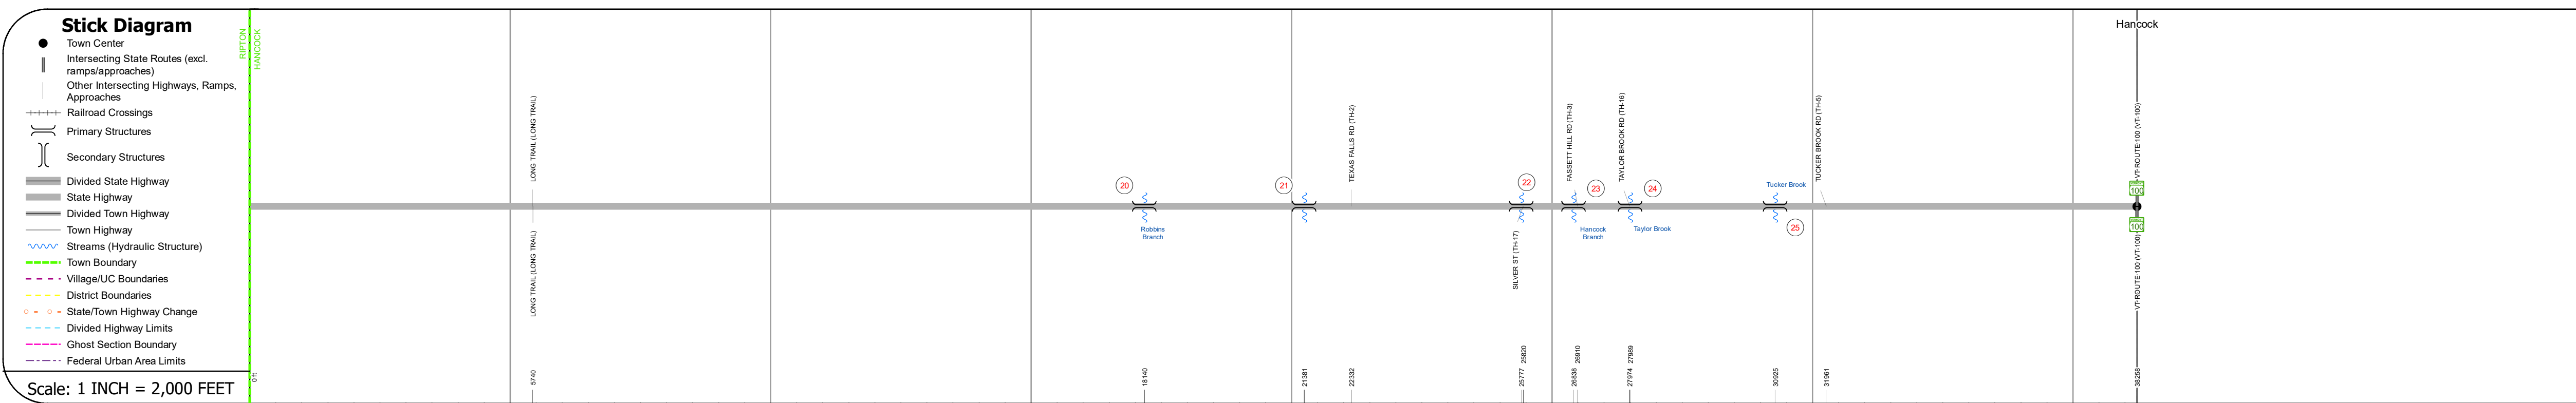 Stick Diagram
Town Center
Intersecting State Routes (excl.
ramps/approaches)
Other Intersecting Highways, Ramps,
Approaches
Railroad Crossings
Primary Structures
Secondary Structures
Divided State Highway
State Highway
Divided Town Highway
Town Highway
Streams (Hydraulic Structure)
Town Boundary
Village/UC Boundaries
District Boundaries
State/Town Highway Change
Divided Highway Limits
Ghost Section Boundary
Federal Urban Area Limits
Scale: 1 INCH = 2,000 FEET
RIPTON
HANCOCK
0 ft
LONG TRAIL (LONG TRAIL)
LONG TRAIL (LONG TRAIL)
5740
20
Robbins
Branch
18140
21
21381
TEXAS FALLS RD (TH-2)
22332
22
SILVER ST (TH-17)
25777
25820
FASSETT HILL RD (TH-3)
23
Hancock
Branch
26838
26910
TAYLOR BROOK RD (TH-16)
24
Taylor Brook
27974
27989
Tucker Brook
25
30925
TUCKER BROOK RD (TH-5)
31961
Hancock
VT-ROUTE-100 (VT-100)
100
100
VT-ROUTE-100 (VT-100)
38258